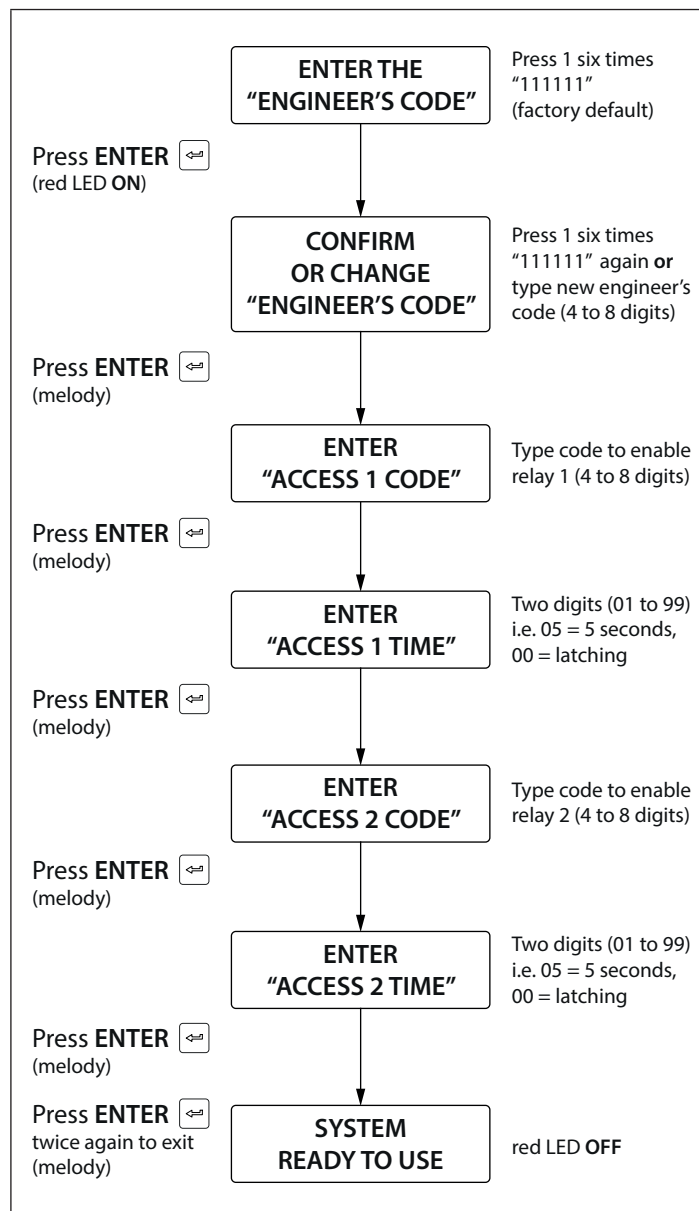 ENTER THE
“ENGINEER’S CODE”
Press 1 six times
“111111”
(factory default)
Press ENTER
(red LED ON)
CONFIRM
OR CHANGE
“ENGINEER’S CODE”
Press 1 six times
“111111” again or
type new engineer’s
code (4 to 8 digits)
Press ENTER
(melody)
ENTER
“ACCESS 1 CODE”
Type code to enable
relay 1 (4 to 8 digits)
Press ENTER
(melody)
ENTER
“ACCESS 1 TIME”
Two digits (01 to 99)
i.e. 05 = 5 seconds,
00 = latching
Press ENTER
(melody)
ENTER
“ACCESS 2 CODE”
Type code to enable
relay 2 (4 to 8 digits)
Press ENTER
(melody)
ENTER
“ACCESS 2 TIME”
Two digits (01 to 99)
i.e. 05 = 5 seconds,
00 = latching
Press ENTER
(melody)
Press ENTER
twice again to exit
(melody)
SYSTEM
READY TO USE
red LED OFF